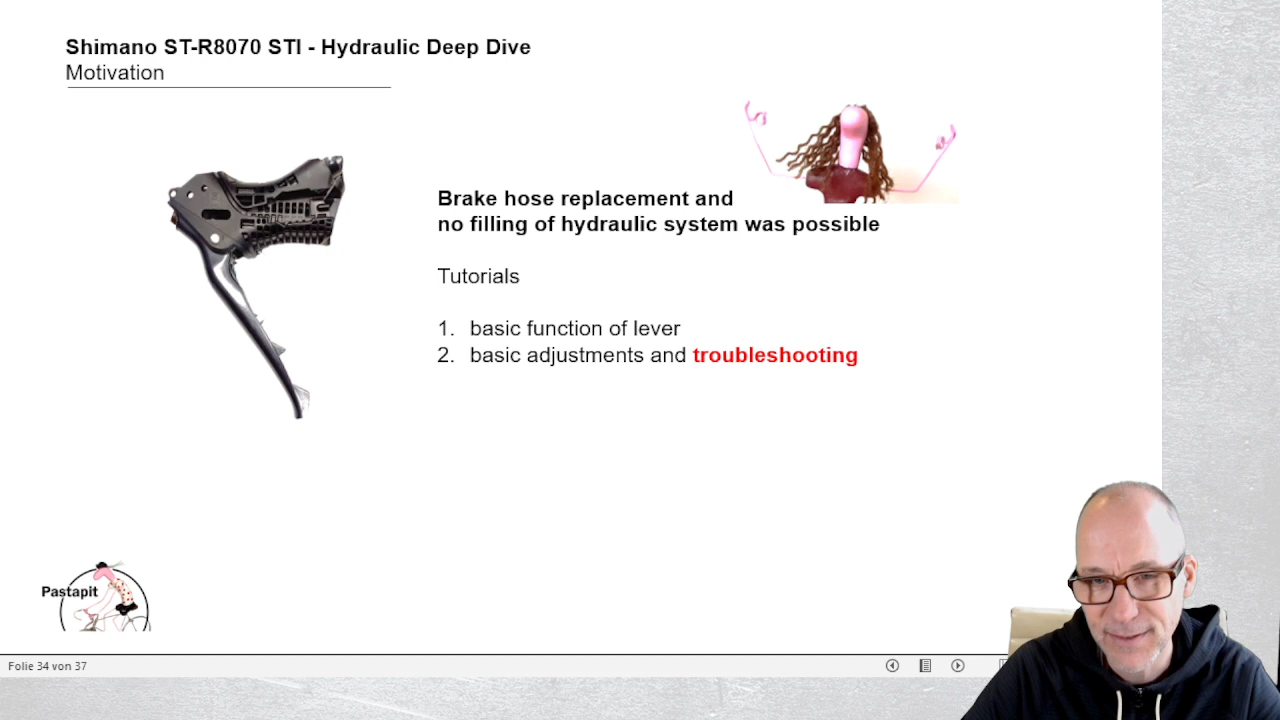 Shimano ST-R8070 STI - Hydraulic Deep Dive
Motivation
Brake hose replacement and
no filling of hydraulic system was possible
Tutorials
1. basic function of lever
2. basic adjustments and troubleshooting
Pastapit
Folie 34 von 37